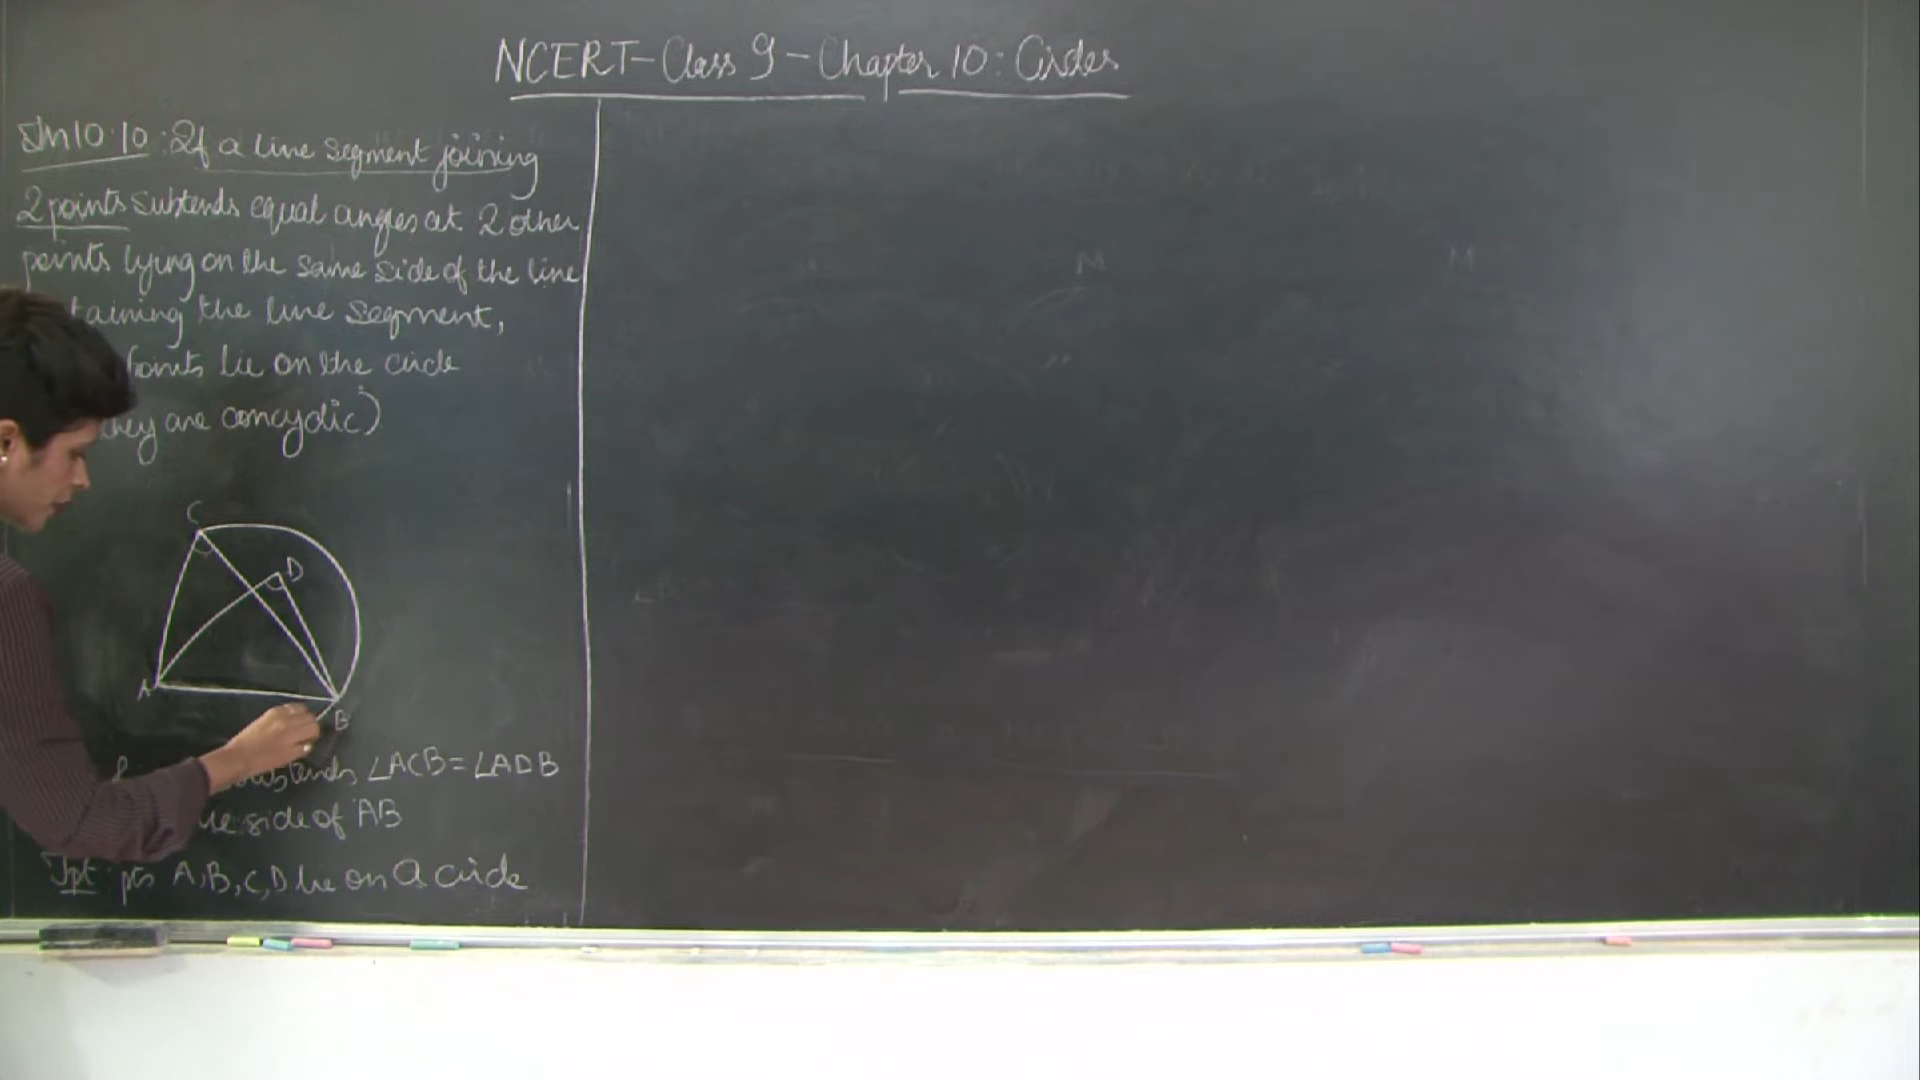 NCERT-Class 9-Chapter 10: Circles
Thm 10.10: If a line segment joining
2 points subtends equal angles at 2 other
points lying on the same side of the line
taining the line segment,
points lie on the circle
they are concyclic)
C
D
A
B
subtends ∠ACB=∠ADB
side of AB
Tpt: pts A, B, C, D lie on a circle